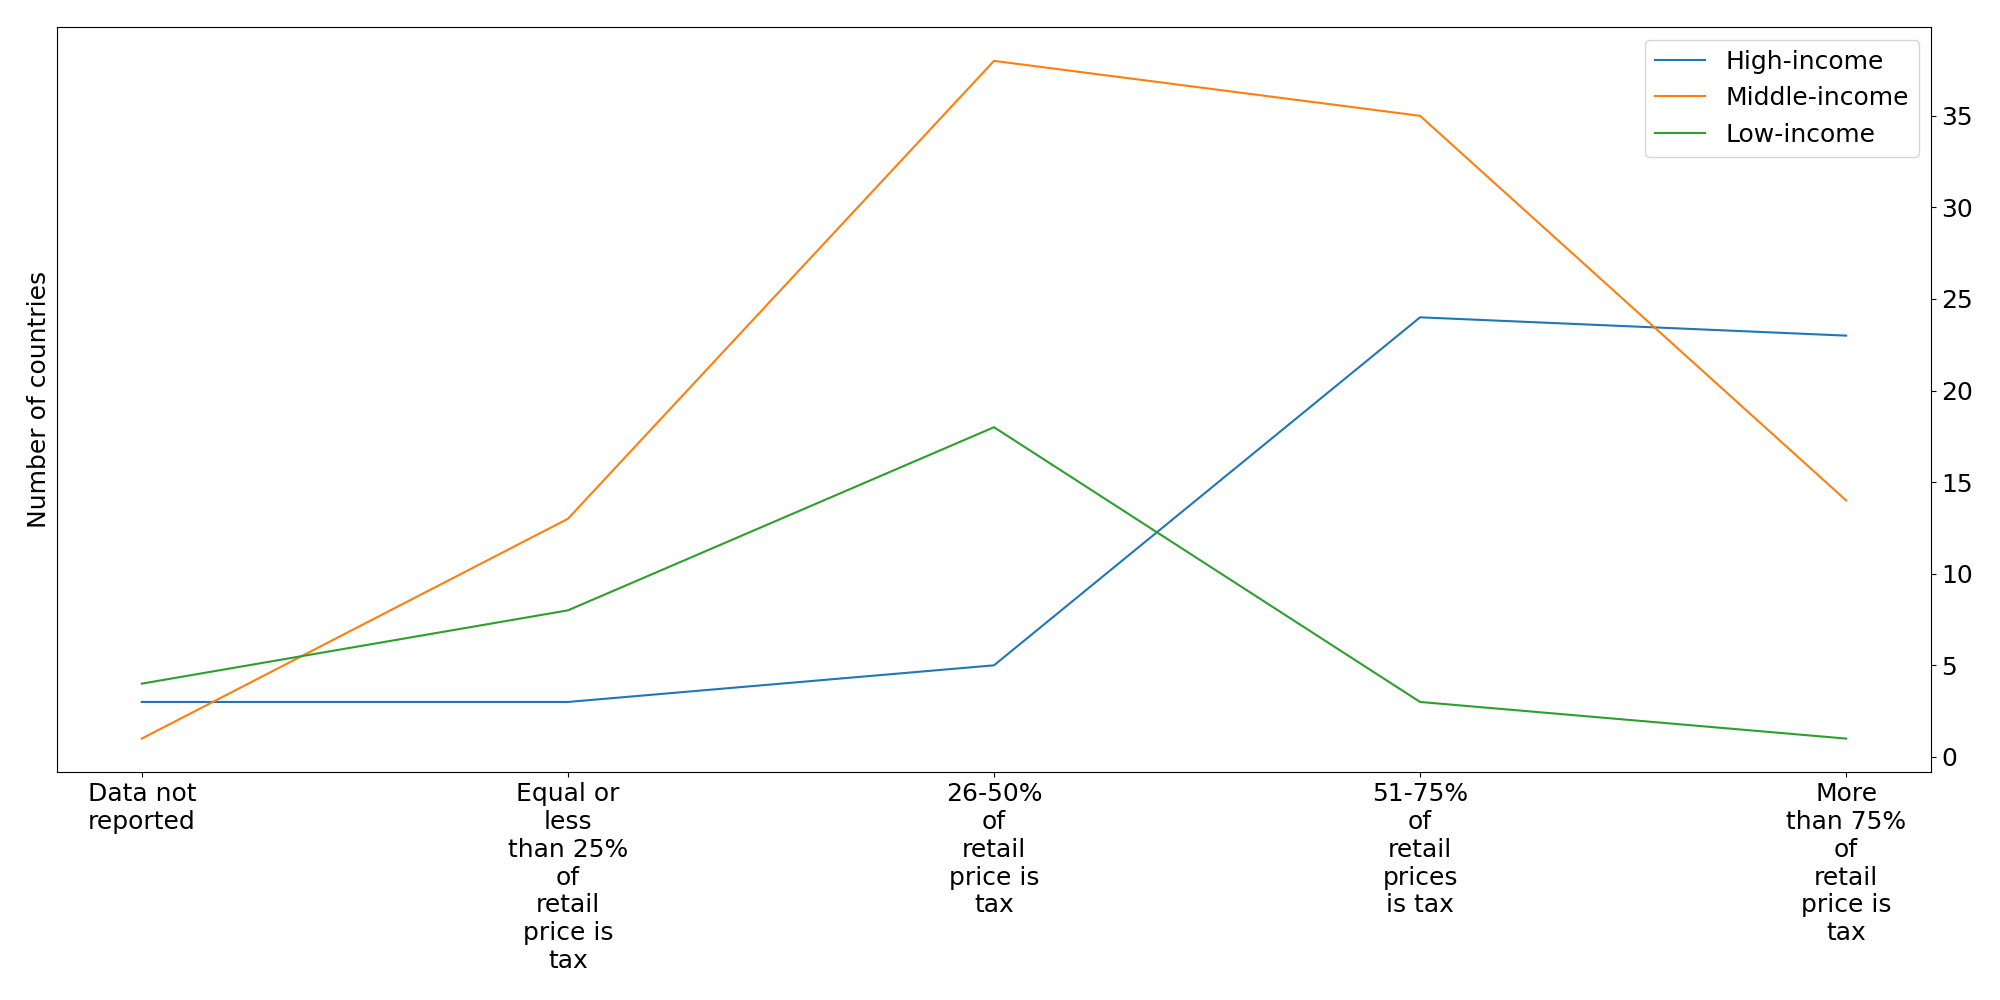 High-income
Middle-income
Low-income
Number of countries
35
30
25
20
15
10
5
0
Data not
reported
Equal or
less
than 25%
of
retail
price is
tax
26-50%
of
retail
price is
tax
51-75%
of
retail
prices
is tax
More
than 75%
of
retail
price is
tax